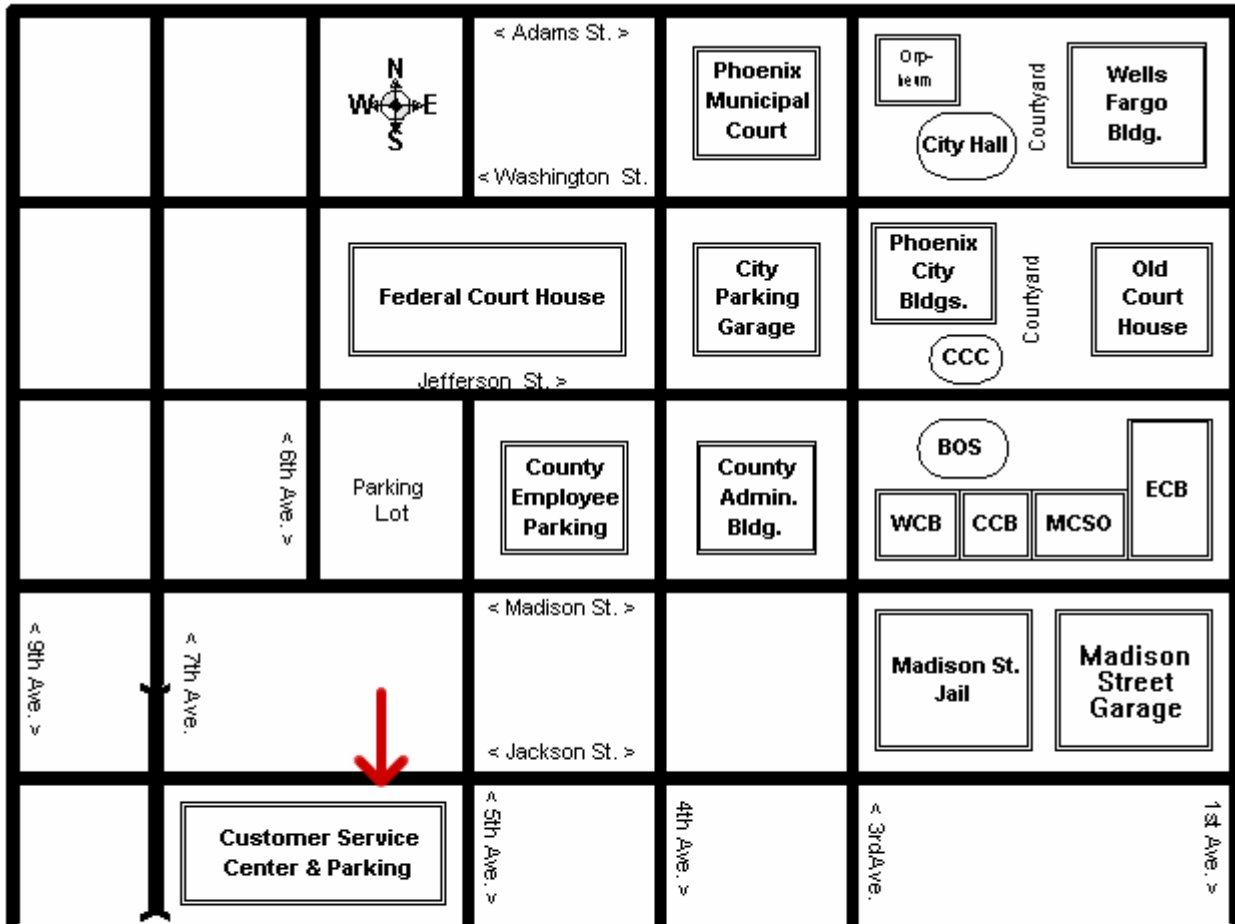 < Adams St. >
N
W E
S
< Washington St.
Phoenix
Municipal
Court
Orp-
heum
City Hall
Courtyard
Wells
Fargo
Bldg.
Federal Court House
Jefferson St. >
City
Parking
Garage
Phoenix
City
Bldgs.
CCC
Courtyard
Old
Court
House
< 6th Ave. >
Parking
Lot
County
Employee
Parking
County
Admin.
Bldg.
BOS
WCB
CCB
MCSO
ECB
< 9th Ave. >
< 7th Ave.
< Madison St. >
< Jackson St. >
Madison St.
Jail
Madison
Street
Garage
Customer Service
Center & Parking
< 5th Ave. >
4th Ave. >
< 3rdAve.
1st Ave. >